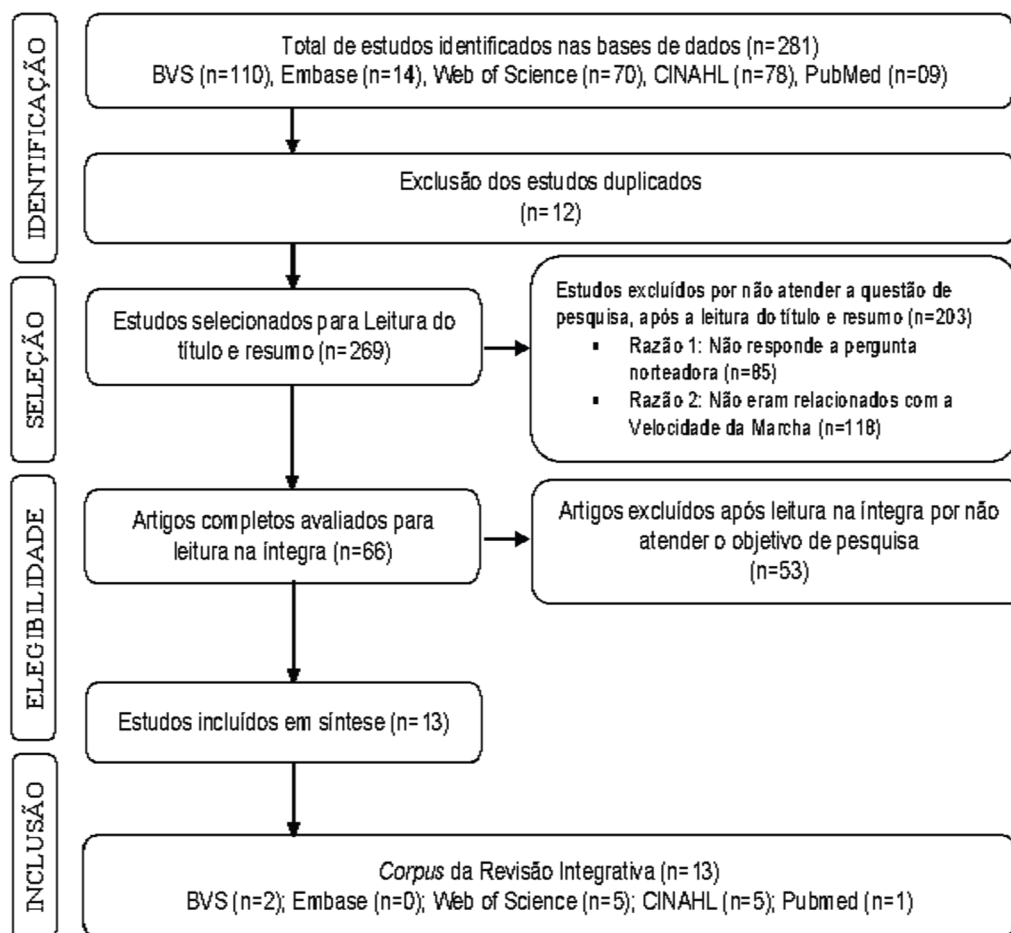 IDENTIFICAÇÃO
Total de estudos identificados nas bases de dados (n=281)
BVS (n=110), Embase (n=14), Web of Science (n=70), CINAHL (n=78), PubMed (n=09)
Exclusão dos estudos duplicados
(n=12)
SELEÇÃO
Estudos selecionados para Leitura do
título e resumo (n=269)
Estudos excluídos por não atender a questão de
pesquisa, após a leitura do título e resumo (n=203)
▪ Razão 1: Não responde a pergunta
norteadora (n=85)
▪ Razão 2: Não eram relacionados com a
Velocidade da Marcha (n=118)
ELEGIBILIDADE
Artigos completos avaliados para
leitura na íntegra (n=66)
Artigos excluídos após leitura na íntegra por não
atender o objetivo de pesquisa
(n=53)
Estudos incluídos em síntese (n=13)
INCLUSÃO
Corpus da Revisão Integrativa (n=13)
BVS (n=2); Embase (n=0); Web of Science (n=5); CINAHL (n=5); Pubmed (n=1)